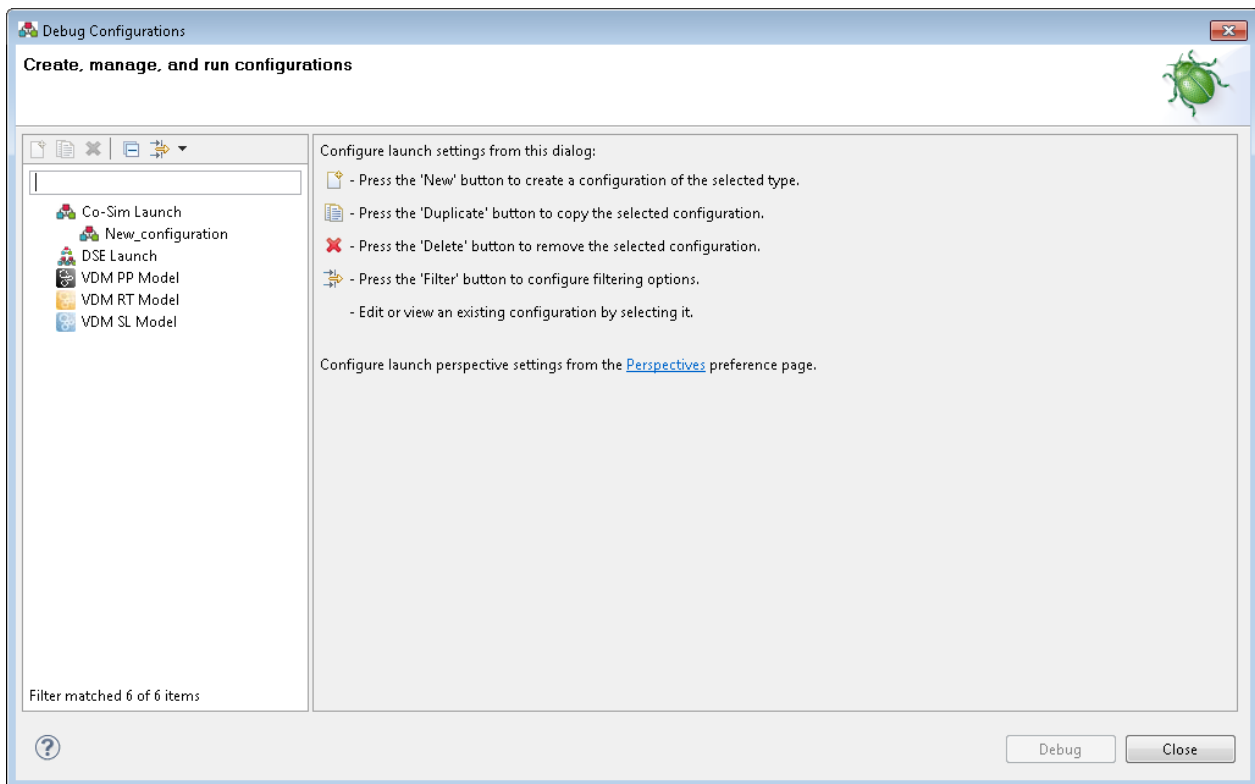 Debug Configurations
Create, manage, and run configurations
Configure launch settings from this dialog:
- Press the 'New' button to create a configuration of the selected type.
- Press the 'Duplicate' button to copy the selected configuration.
- Press the 'Delete' button to remove the selected configuration.
- Press the 'Filter' button to configure filtering options.
- Edit or view an existing configuration by selecting it.
Configure launch perspective settings from the Perspectives preference page.
Co-Sim Launch
New_configuration
DSE Launch
VDM PP Model
VDM RT Model
VDM SL Model
Filter matched 6 of 6 items
Debug
Close